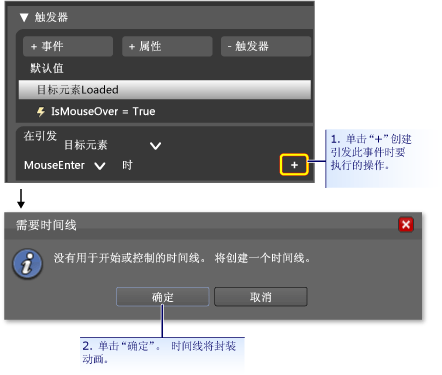 触发器
+ 事件
+ 属性
- 触发器
默认值
目标元素Loaded
IsMouseOver = True
在引发
目标元素
MouseEnter
时
+
1. 单击“+”创建
引发此事件时要
执行的操作。
需要时间线
没有用于开始或控制的时间线。 将创建一个时间线。
确定
取消
2. 单击“确定”。 时间线将封装
动画。